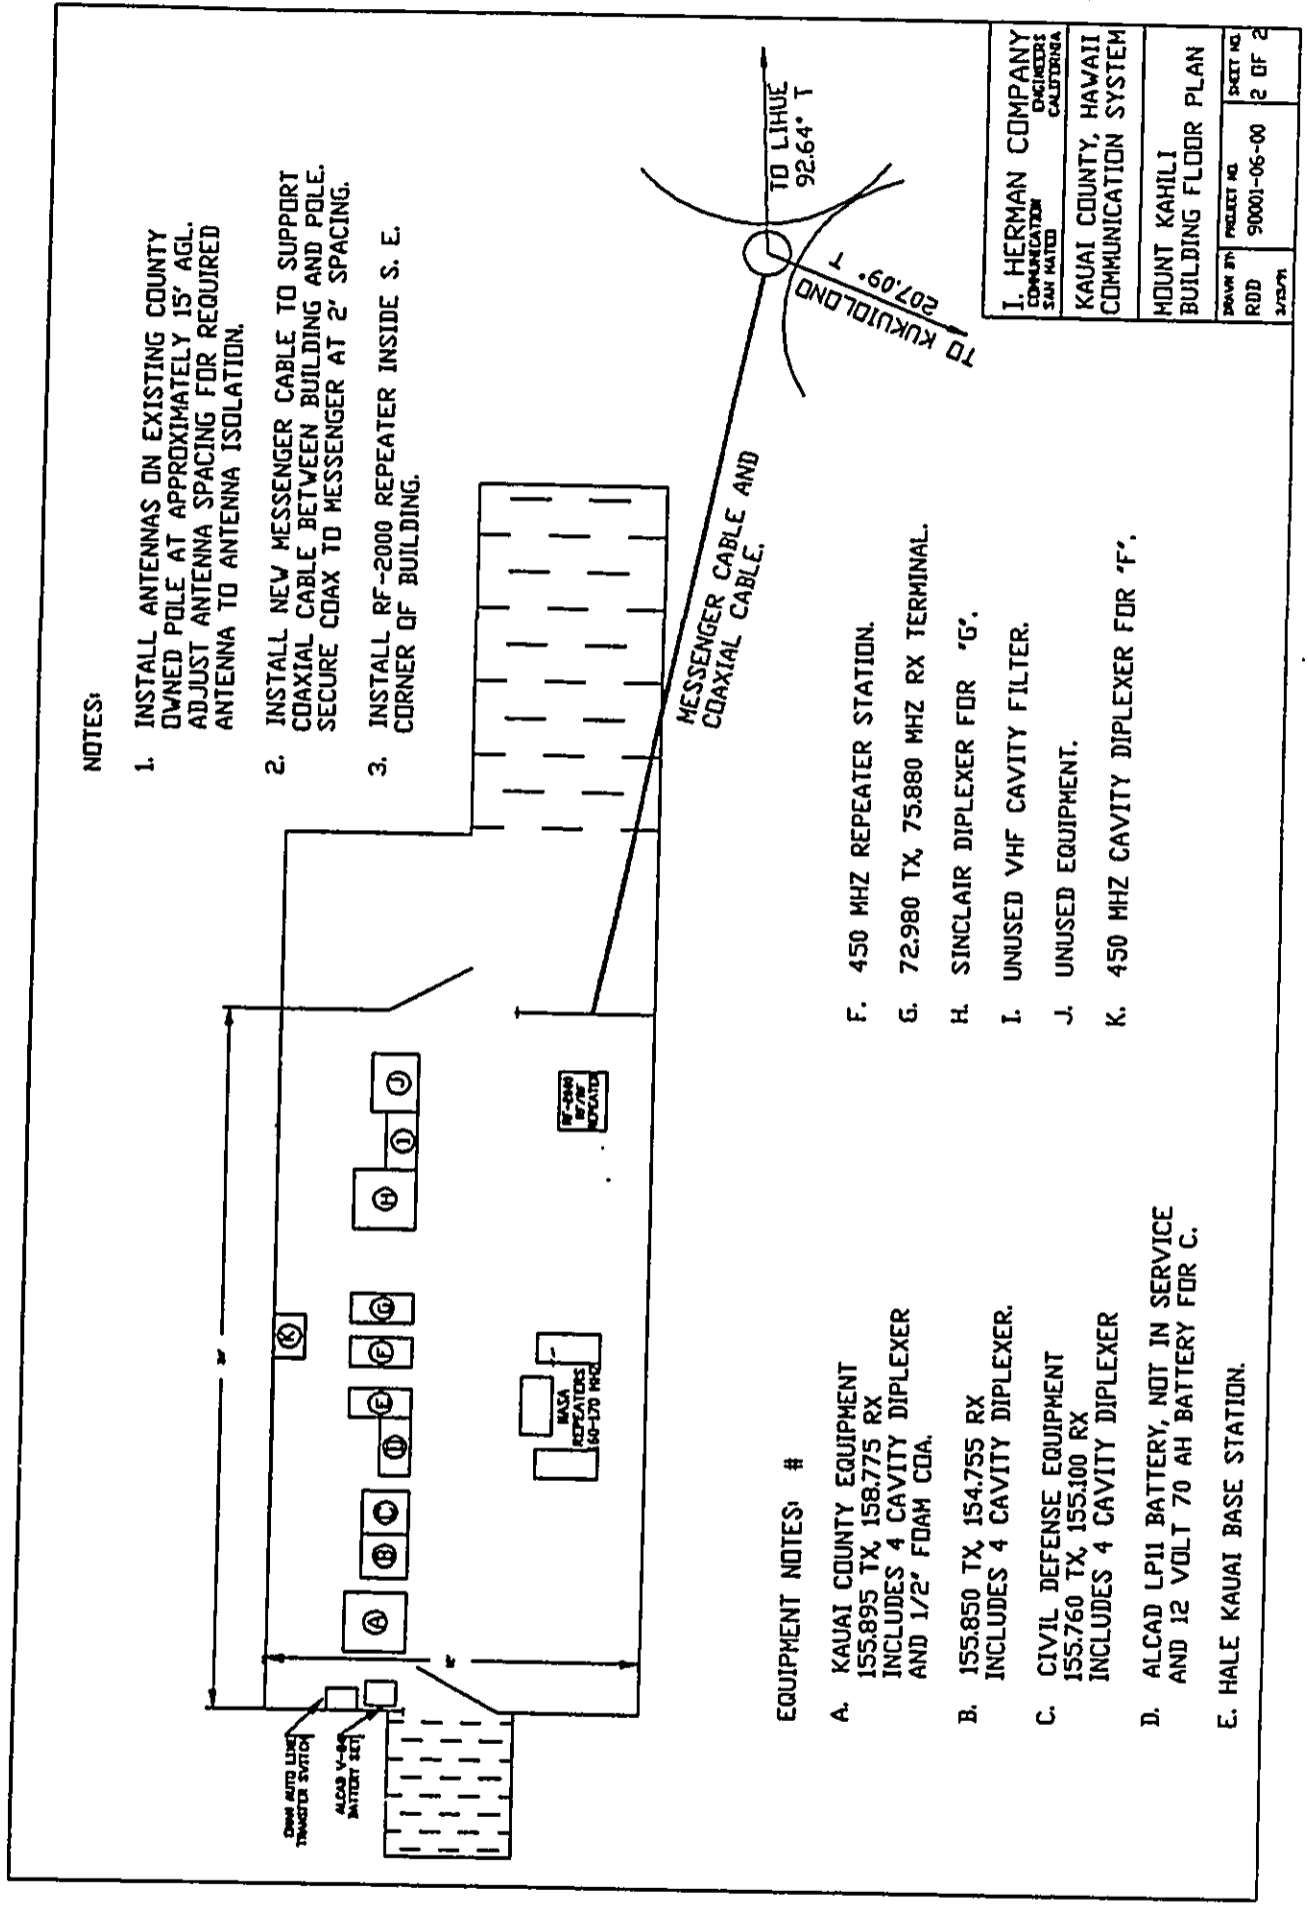 NOTES:
1. INSTALL ANTENNAS ON EXISTING COUNTY
OWNED POLE AT APPROXIMATELY 15' AGL.
ADJUST ANTENNA SPACING FOR REQUIRED
ANTENNA TO ANTENNA ISOLATION.
2. INSTALL NEW MESSENGER CABLE TO SUPPORT
COAXIAL CABLE BETWEEN BUILDING AND POLE.
SECURE COAX TO MESSENGER AT 2' SPACING.
3. INSTALL RF-2000 REPEATER INSIDE S. E.
CORNER OF BUILDING.
AUTO LINE
TRANSFER SWITCH
ALCAD
BATTERY SET
A
B
C
D
E
F
G
H
I
J
K
NASA
REPEATERS
160-170 MHZ
RF-2000
RF/RF
REPEATER
MESSENGER CABLE AND
COAXIAL CABLE.
TO LIHUE
92.64° T
TO KUKUIOLONO
207.09° T
EQUIPMENT NOTES: #
A. KAUAI COUNTY EQUIPMENT
155.895 TX, 158.775 RX
INCLUDES 4 CAVITY DIPLEXER
AND 1/2" FOAM COA.
B. 155.850 TX, 154.755 RX
INCLUDES 4 CAVITY DIPLEXER.
C. CIVIL DEFENSE EQUIPMENT
155.760 TX, 155.100 RX
INCLUDES 4 CAVITY DIPLEXER
D. ALCAD LP11 BATTERY, NOT IN SERVICE
AND 12 VOLT 70 AH BATTERY FOR C.
E. HALE KAUAI BASE STATION.
F. 450 MHZ REPEATER STATION.
G. 72.980 TX, 75.880 MHZ RX TERMINAL.
H. SINCLAIR DIPLEXER FOR "G".
I. UNUSED VHF CAVITY FILTER.
J. UNUSED EQUIPMENT.
K. 450 MHZ CAVITY DIPLEXER FOR "F".
I. HERMAN COMPANY
COMMUNICATION ENGINEERS
SAN MATEO CALIFORNIA
KAUAI COUNTY, HAWAII
COMMUNICATION SYSTEM
MOUNT KAHILI
BUILDING FLOOR PLAN
DRAWN BY: PROJECT NO. SHEET NO.
RDD 90001-06-00 2 OF 2